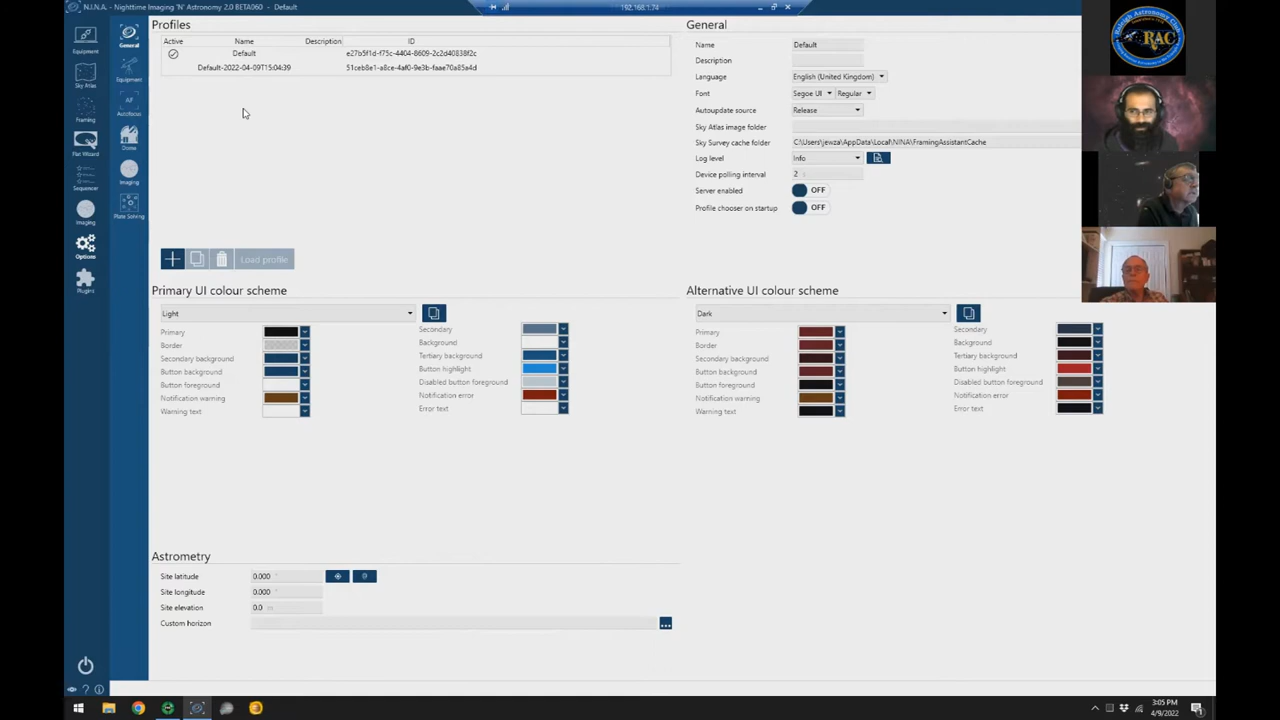 N.I.N.A. - Nighttime Imaging 'N' Astronomy 2.0 BETA060 - Default
192.168.1.74
Equipment
Sky Atlas
Framing
Flat Wizard
Sequencer
Imaging
Options
Plugins
General
Equipment
Autofocus
Dome
Imaging
Plate Solving
Profiles
Active Name Description ID
Default e27b5f1d-f75c-4404-8609-2c2d40838f2c
Default-2022-04-09T15:04:39 51ceb8e1-a8ce-4af0-9e3b-faae70a85a4d
Load profile
General
Name Default
Description
Language English (United Kingdom)
Font Segoe UI Regular
Autoupdate source Release
Sky Atlas image folder
Sky Survey cache folder C:\Users\jewza\AppData\Local\NINA\FramingAssistantCache
Log level Info
Device polling interval 2 s
Server enabled OFF
Profile chooser on startup OFF
Primary UI colour scheme
Light
Primary Secondary
Border Background
Secondary background Tertiary background
Button background Button highlight
Button foreground Disabled button foreground
Notification warning Notification error
Warning text Error text
Alternative UI colour scheme
Dark
Primary Secondary
Border Background
Secondary background Tertiary background
Button background Button highlight
Button foreground Disabled button foreground
Notification warning Notification error
Warning text Error text
Astrometry
Site latitude 0.000 °
Site longitude 0.000 °
Site elevation 0.0 m
Custom horizon
...
RAC
3:05 PM
4/9/2022